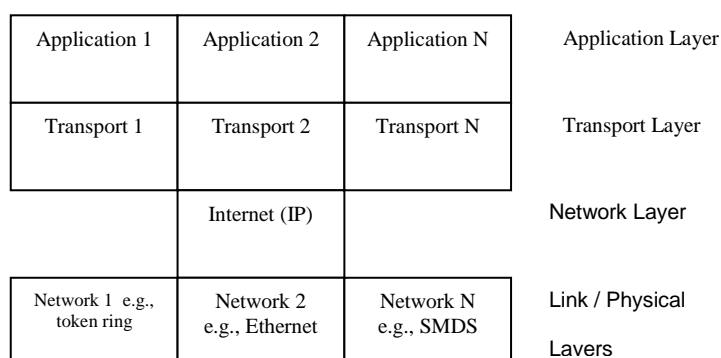 Application 1 Application 2 Application N Application Layer
Transport 1 Transport 2 Transport N Transport Layer
Internet (IP) Network Layer
Network 1 e.g., Network 2 Network N Link / Physical
token ring e.g., Ethernet e.g., SMDS
Layers